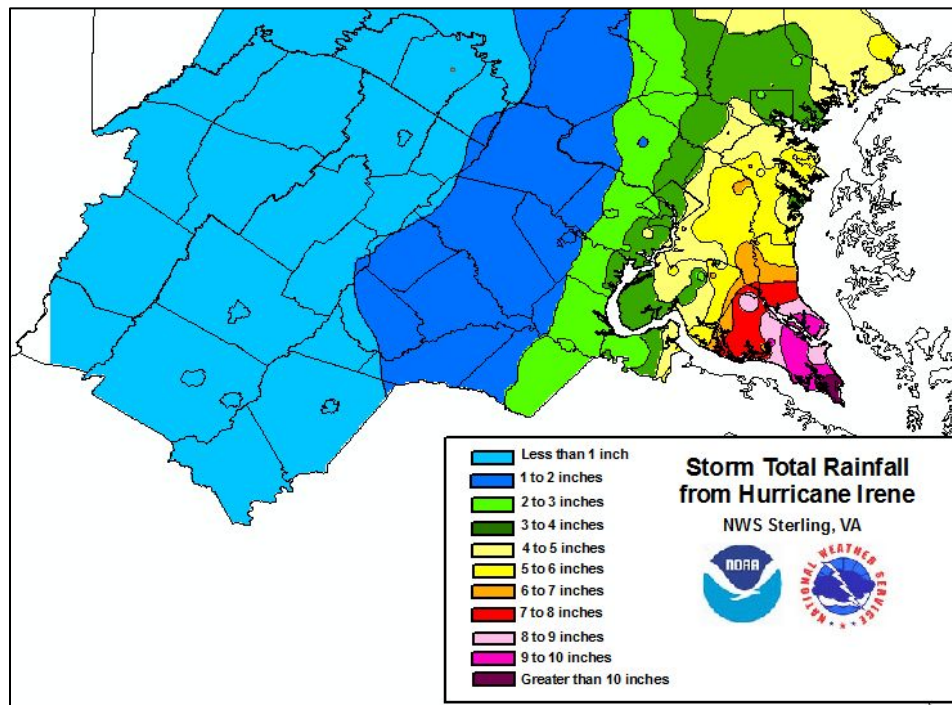 Less than 1 inch
1 to 2 inches
2 to 3 inches
3 to 4 inches
4 to 5 inches
5 to 6 inches
6 to 7 inches
7 to 8 inches
8 to 9 inches
9 to 10 inches
Greater than 10 inches
Storm Total Rainfall
from Hurricane Irene
NWS Sterling, VA
NOAA
NATIONAL WEATHER SERVICE